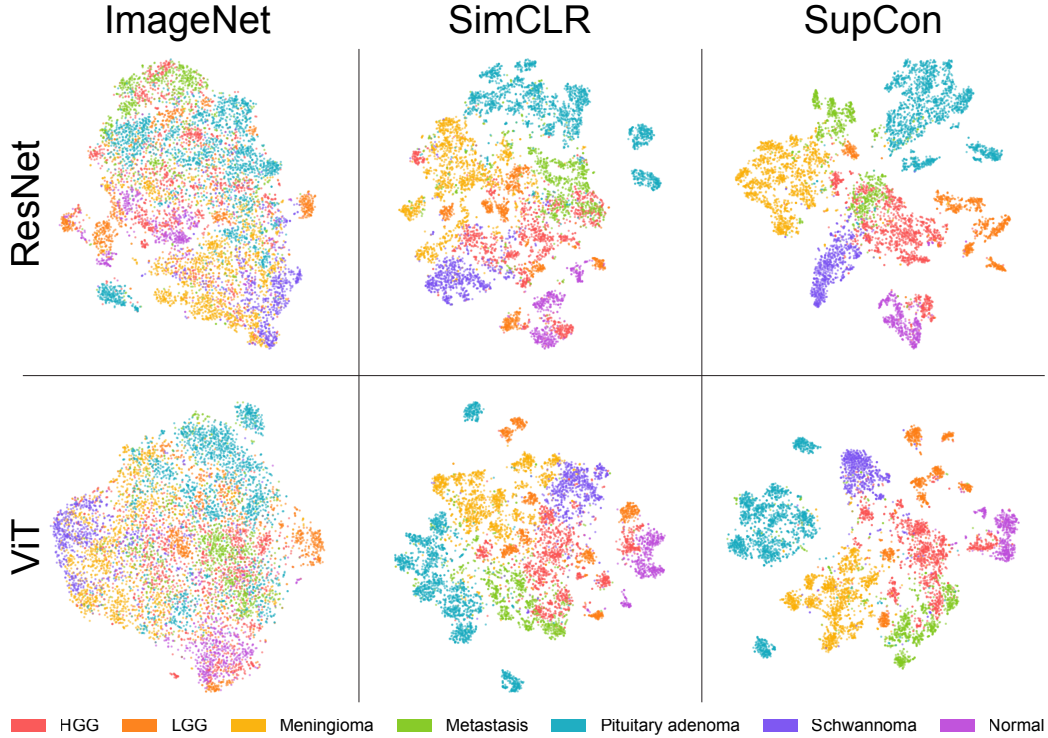 ImageNet SimCLR SupCon
ResNet
ViT
HGG LGG Meningioma Metastasis Pituitary adenoma Schwannoma Normal